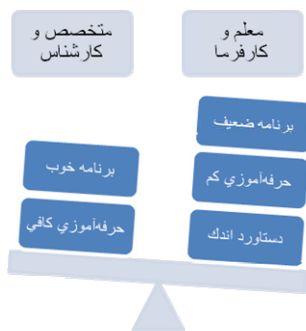 معلم و
کارفرما
متخصص و
کارشناس
برنامه ضعيف
حرفه‌آموزي کم
دستاورد اندك
برنامه خوب
حرفه‌آموزي کافي